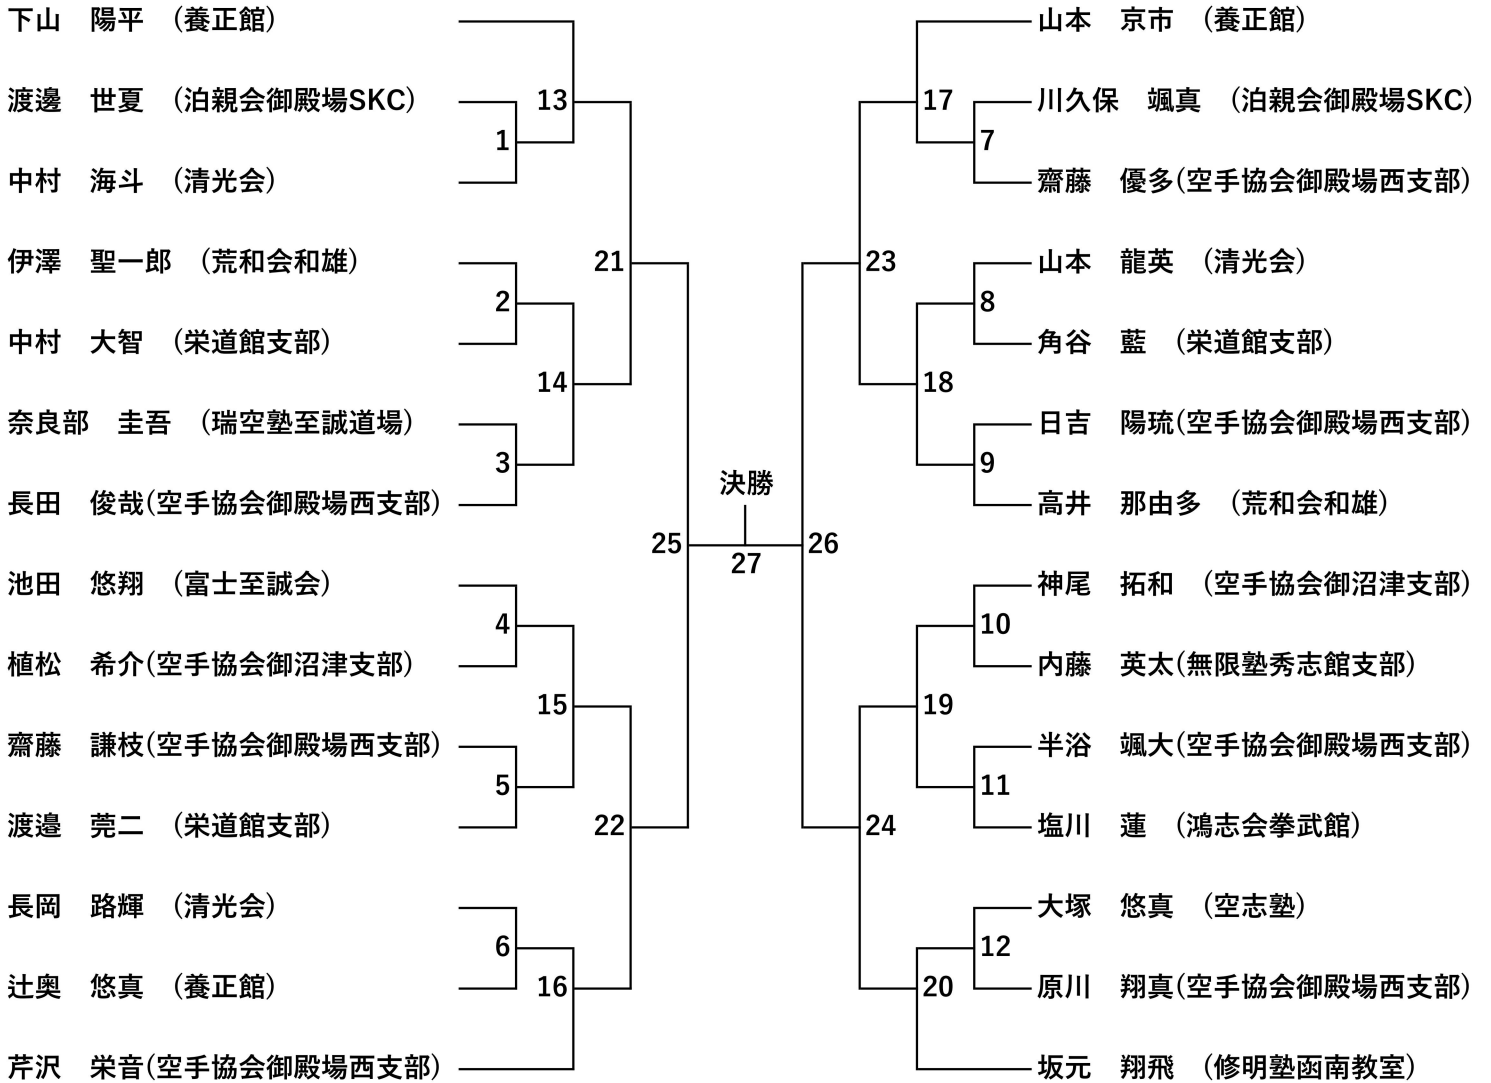 下山　陽平　（養正館）
渡邊　世夏　（泊親会御殿場SKC）
中村　海斗　（清光会）
伊澤　聖一郎　（荒和会和雄）
中村　大智　（栄道館支部）
奈良部　圭吾　（瑞空塾至誠道場）
長田　俊哉(空手協会御殿場西支部)
池田　悠翔　（富士至誠会）
植松　希介(空手協会御沼津支部)
齋藤　謙枝(空手協会御殿場西支部)
渡邉　莞二　（栄道館支部）
長岡　路輝　（清光会）
辻奥　悠真　（養正館）
芹沢　栄音(空手協会御殿場西支部)
1
2
3
4
5
6
13
14
15
16
21
22
25
決勝
27
26
23
24
17
18
19
20
7
8
9
10
11
12
山本　京市　（養正館）
川久保　颯真　（泊親会御殿場SKC）
齋藤　優多(空手協会御殿場西支部)
山本　龍英　（清光会）
角谷　藍　（栄道館支部）
日吉　陽琉(空手協会御殿場西支部)
高井　那由多　（荒和会和雄）
神尾　拓和　（空手協会御沼津支部）
内藤　英太(無限塾秀志館支部)
半浴　颯大(空手協会御殿場西支部)
塩川　蓮　（鴻志会拳武館）
大塚　悠真　（空志塾）
原川　翔真(空手協会御殿場西支部)
坂元　翔飛　（修明塾函南教室）